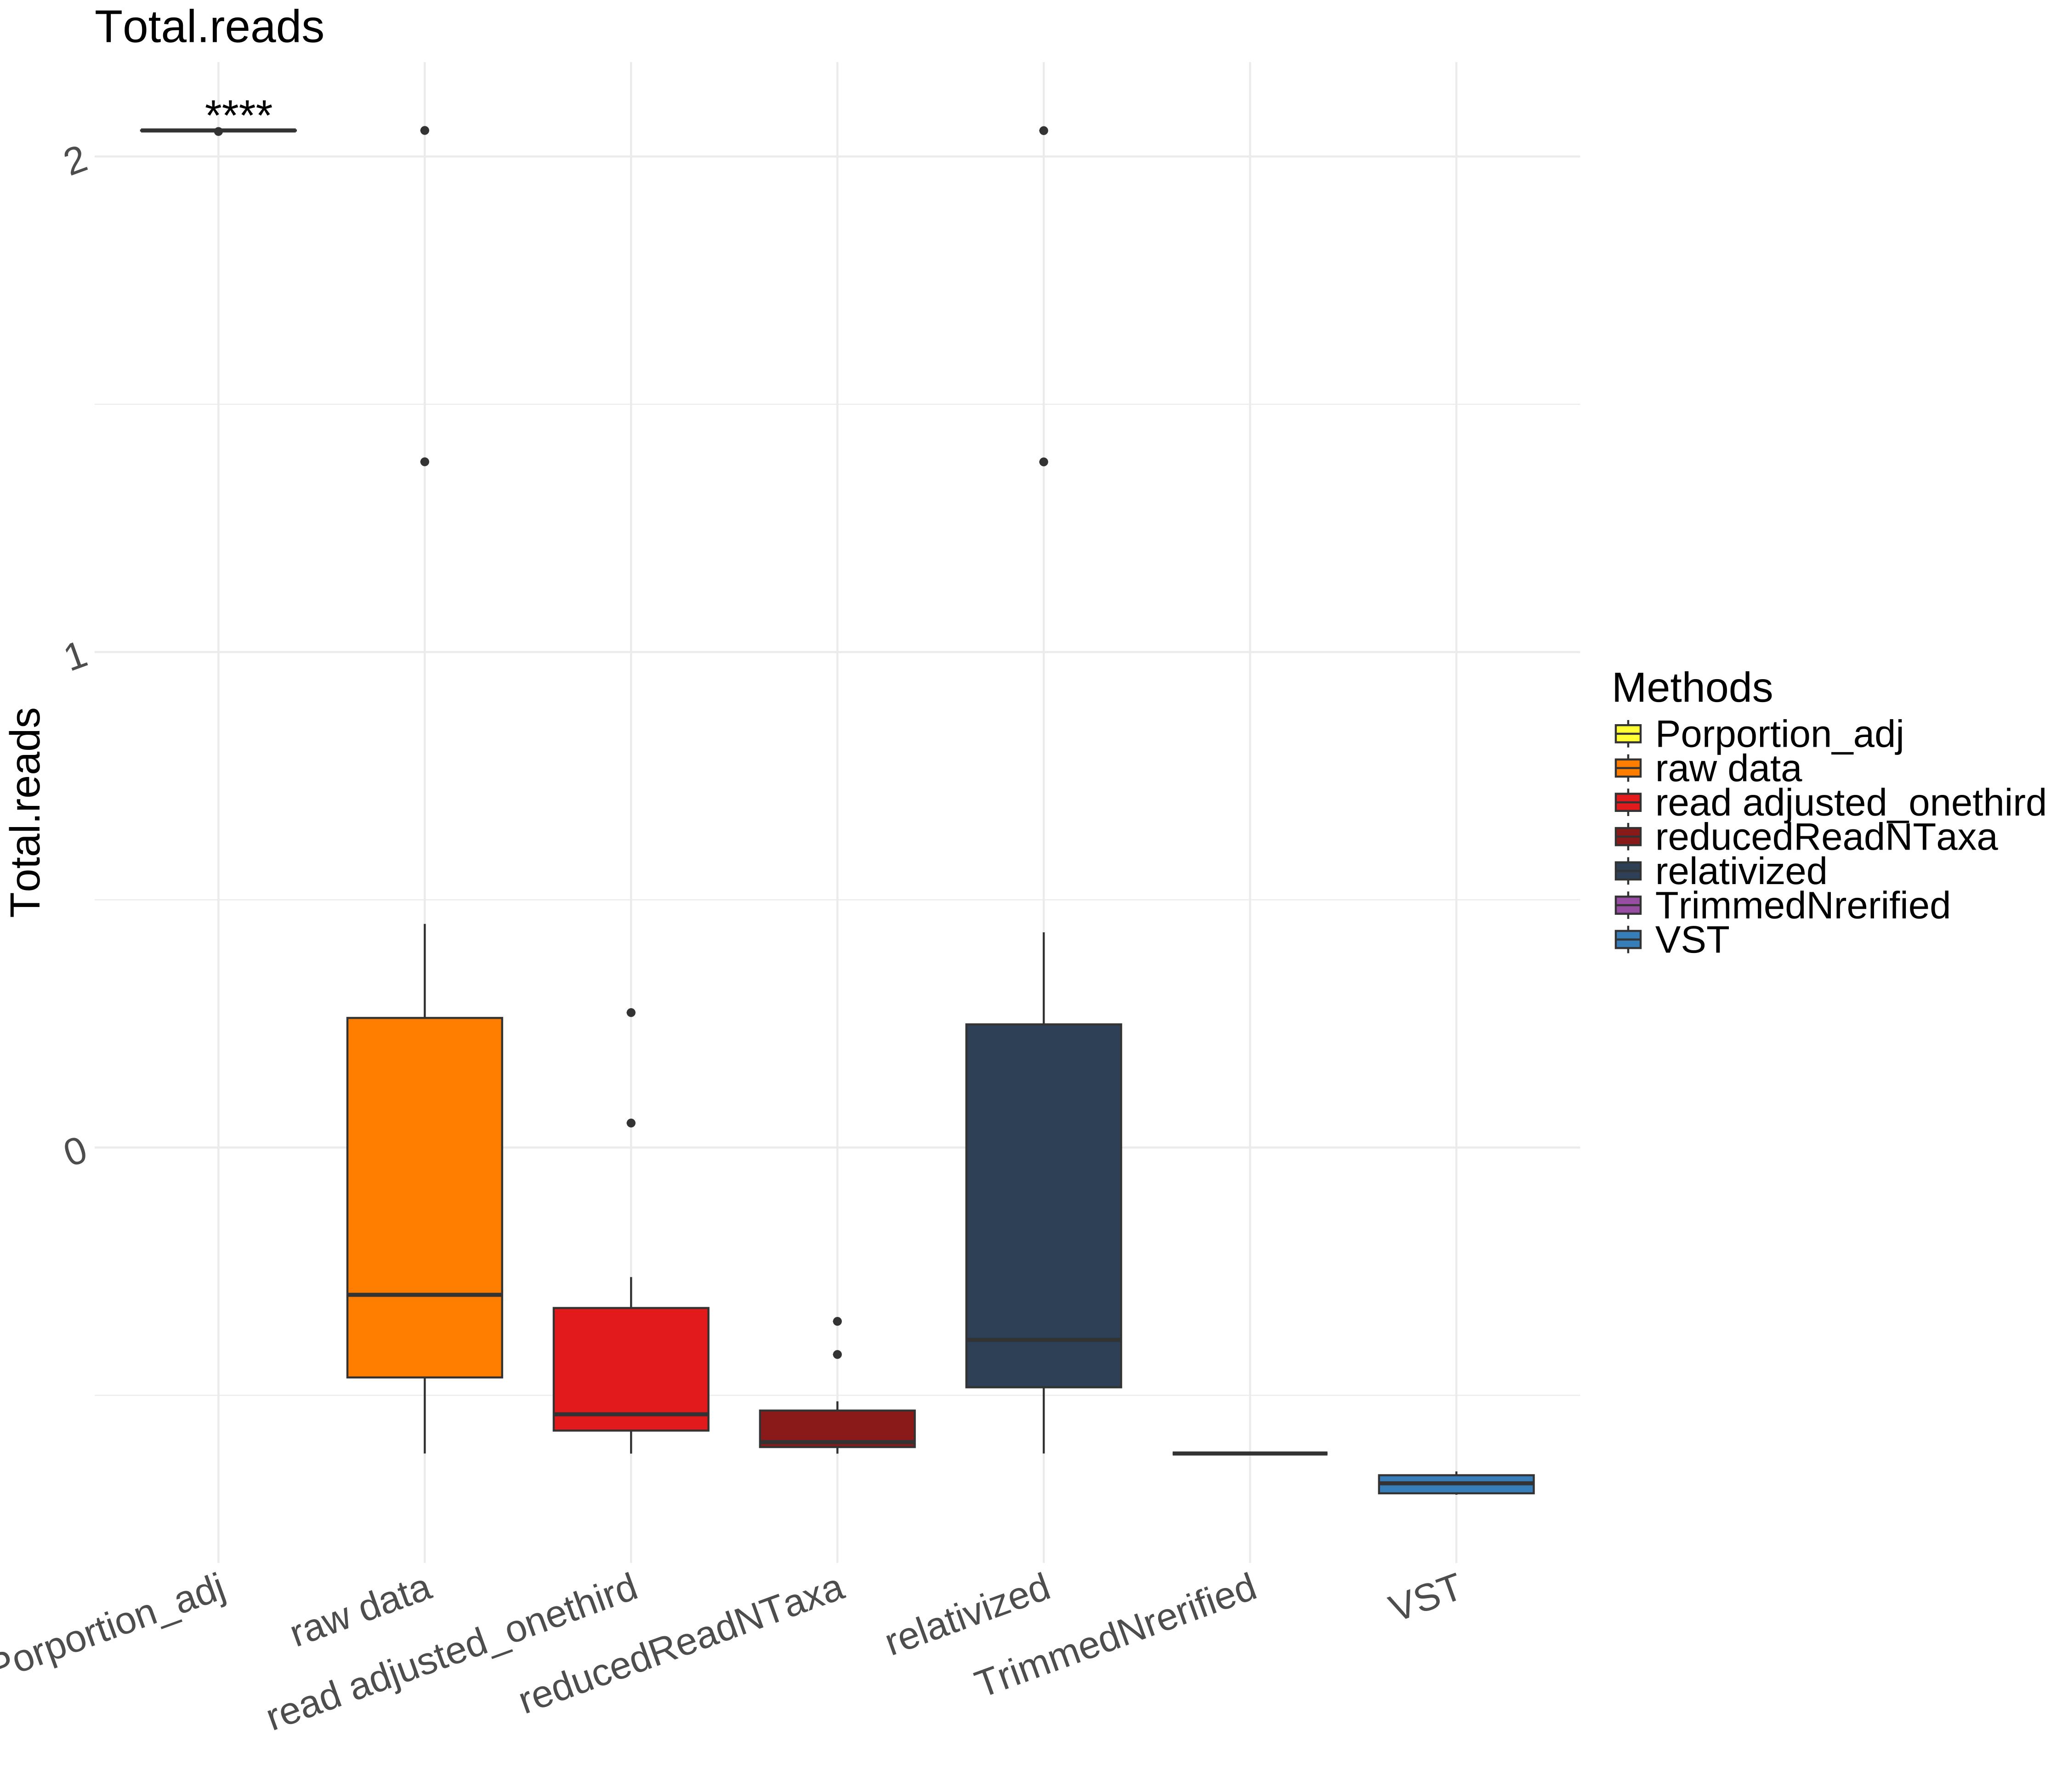 Total.reads
****
2
1
0
Total.reads
Porportion_adj
raw data
read adjusted_onethird
reducedReadNTaxa
relativized
TrimmedNrerified
VST
Methods
Porportion_adj
raw data
read adjusted_onethird
reducedReadNTaxa
relativized
TrimmedNrerified
VST